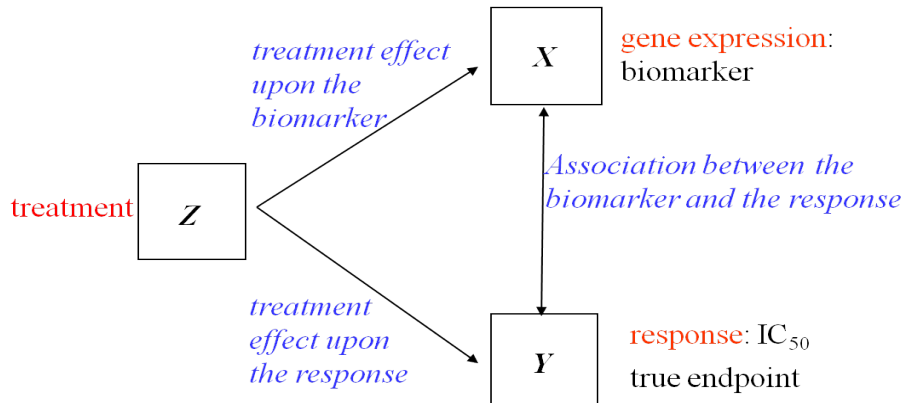 treatment effect
upon the
biomarker
X
gene expression:
biomarker
Association between the
biomarker and the response
treatment
Z
treatment
effect upon
the response
Y
response: IC₅₀
true endpoint